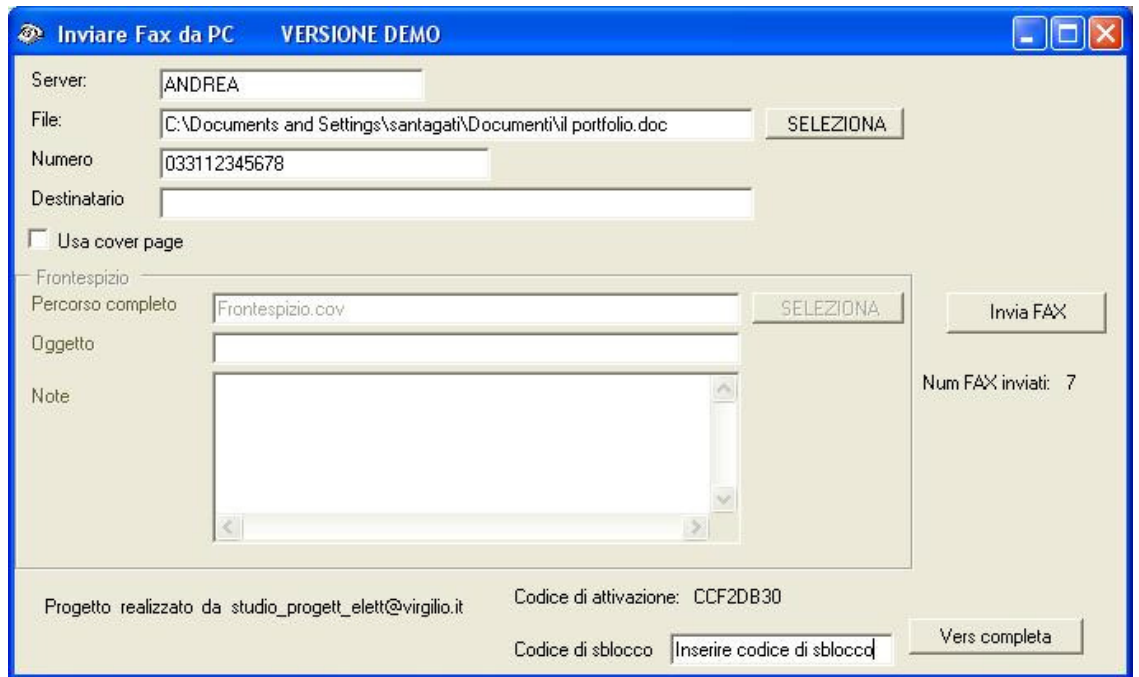 Inviare Fax da PC VERSIONE DEMO
Server: ANDREA
File: C:\Documents and Settings\santagati\Documenti\il portfolio.doc SELEZIONA
Numero 033112345678
Destinatario
Usa cover page
Frontespizio
Percorso completo Frontespizio.cov SELEZIONA
Invia FAX
Oggetto
Num FAX inviati: 7
Note
Progetto realizzato da studio_progett_elett@virgilio.it
Codice di attivazione: CCF2DB30
Codice di sblocco Inserire codice di sblocco Vers completa